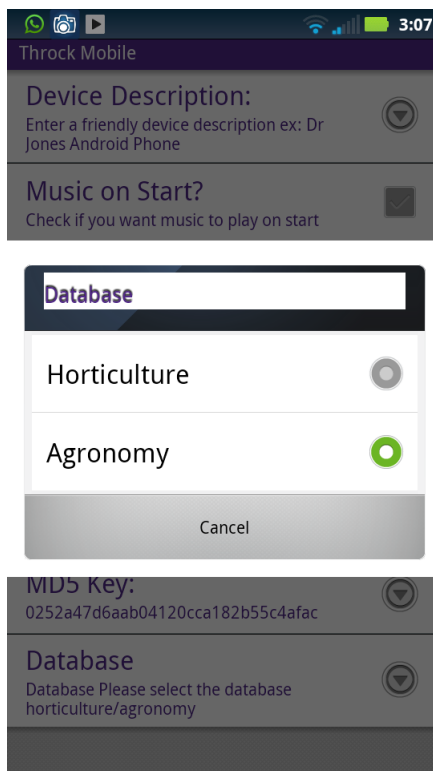 3:07
Throck Mobile
Device Description:
Enter a friendly device description ex: Dr
Jones Android Phone
Music on Start?
Check if you want music to play on start
Database
Horticulture
Agronomy
Cancel
MD5 Key:
0252a47d6aab04120cca182b55c4afac
Database
Database Please select the database
horticulture/agronomy